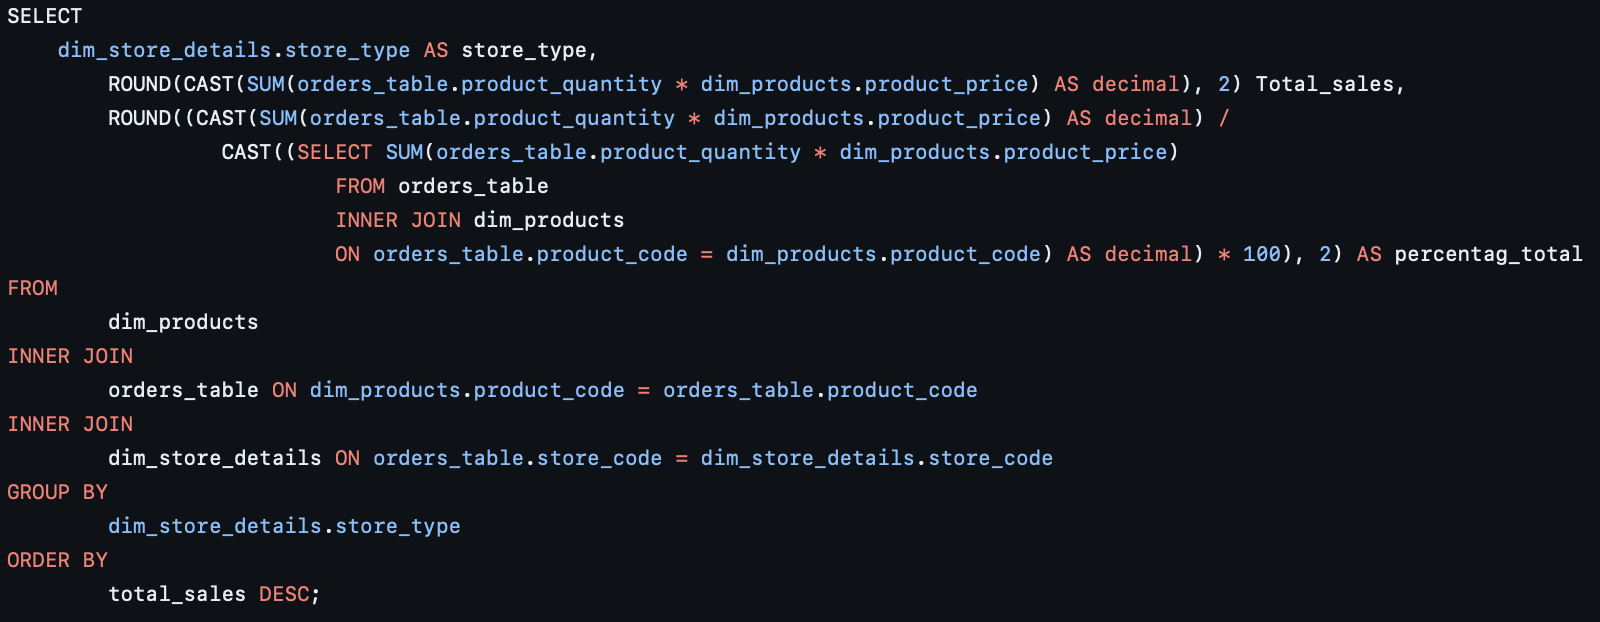 SELECT
    dim_store_details.store_type AS store_type,
        ROUND(CAST(SUM(orders_table.product_quantity * dim_products.product_price) AS decimal), 2) Total_sales,
        ROUND((CAST(SUM(orders_table.product_quantity * dim_products.product_price) AS decimal) /
                 CAST((SELECT SUM(orders_table.product_quantity * dim_products.product_price)
                          FROM orders_table
                          INNER JOIN dim_products
                          ON orders_table.product_code = dim_products.product_code) AS decimal) * 100), 2) AS percentag_total
FROM
        dim_products
INNER JOIN
        orders_table ON dim_products.product_code = orders_table.product_code
INNER JOIN
        dim_store_details ON orders_table.store_code = dim_store_details.store_code
GROUP BY
        dim_store_details.store_type
ORDER BY
        total_sales DESC;